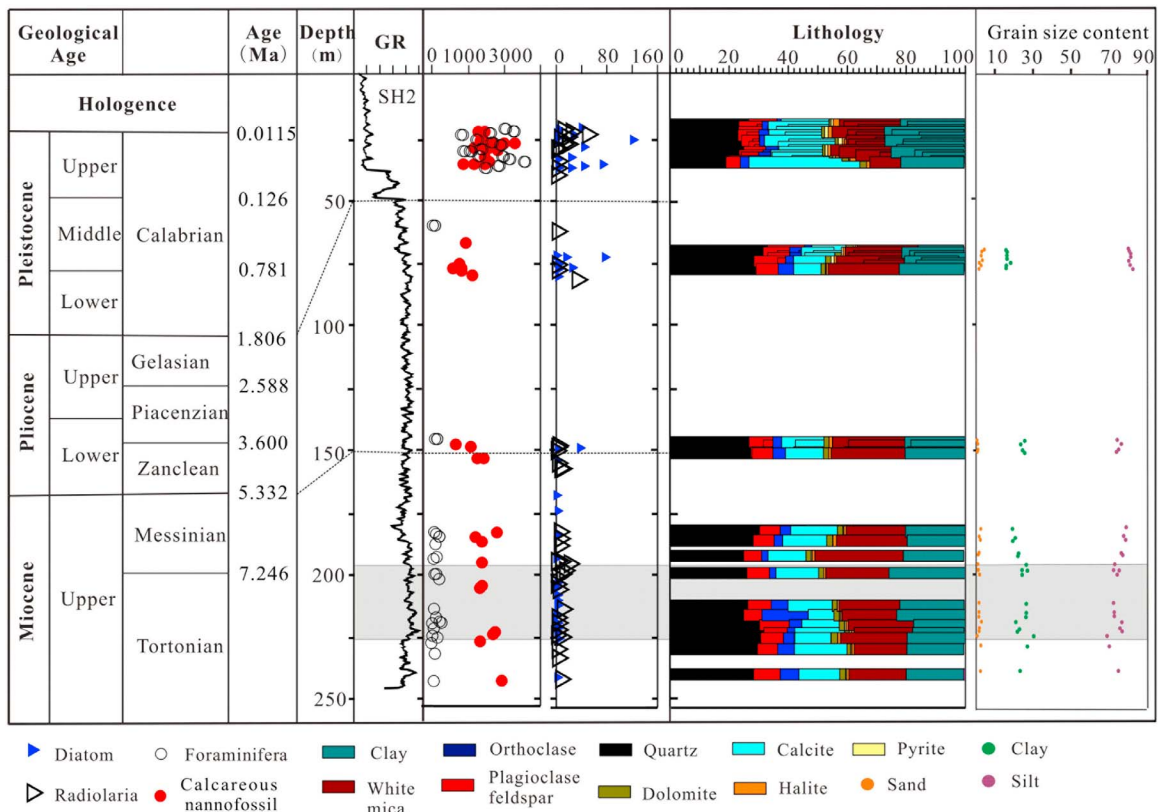 Geological Age
Age (Ma)
Depth (m)
GR
Lithology
Grain size content
0 1000 3000
0 40 80 120 160
0 20 40 60 80 100
10 30 50 70 90
SH2
Hologence
0.0115
Pleistocene
Upper
Calabrian
0.126
50
Middle
0.781
Lower
100
1.806
Pliocene
Upper
Gelasian
2.588
Piacenzian
3.600
Lower
150
Zanclean
5.332
Miocene
Upper
Messinian
7.246
200
Tortonian
250
Diatom
Foraminifera
Clay
Orthoclase
Quartz
Calcite
Pyrite
Clay
Radiolaria
Calcareous nannofossil
White mica
Plagioclase feldspar
Dolomite
Halite
Sand
Silt